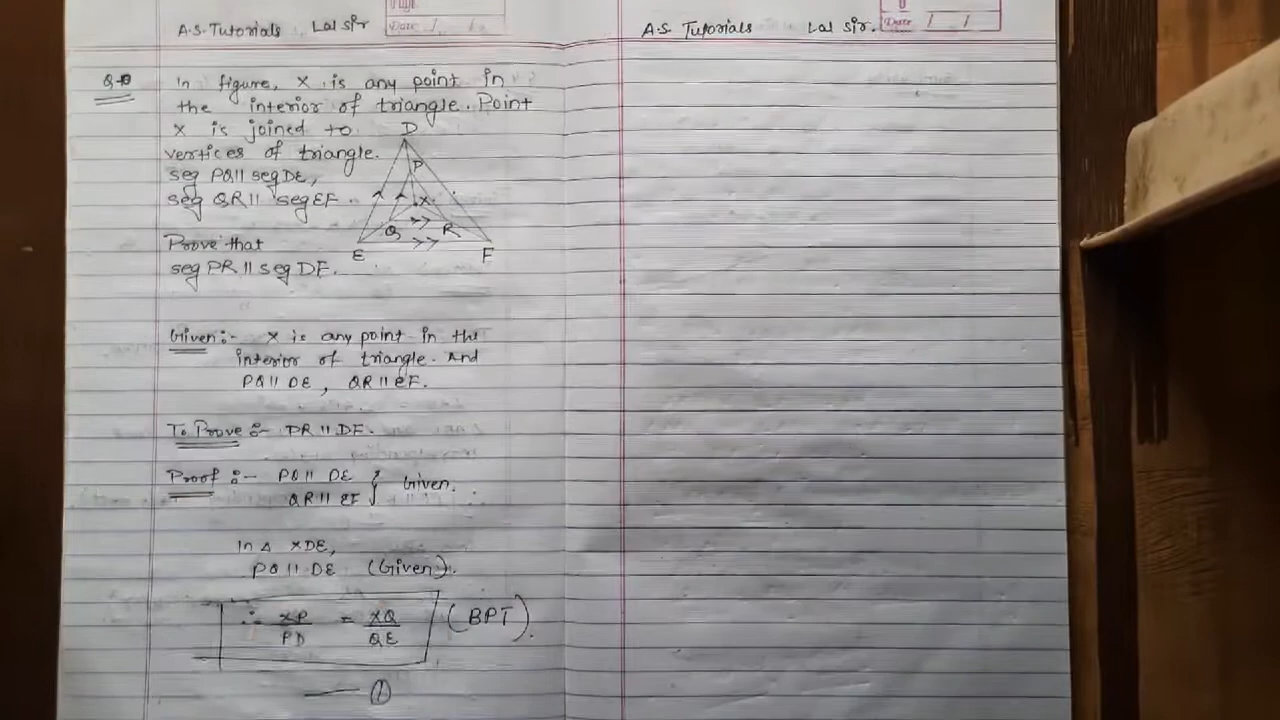 A.S. Tutorials Lal Sir
Date / /
A.S. Tutorials Lal Sir.
Date / /
In figure, X is any point in
the interior of triangle. Point
X is joined to
vertices of triangle.
seg PQ || seg DE,
seg QR || seg EF.
Prove that
seg PR || seg DF.
D
P
X
Q
R
E
F
Given :- X is any point in the
interior of triangle. And
PQ || DE , QR || EF.
To Prove :- PR || DF.
Proof :- PQ || DE
QR || EF } Given.
In Δ XDE,
PQ || DE (Given).
∴ XP/PD = XQ/QE (BPT).
— ①